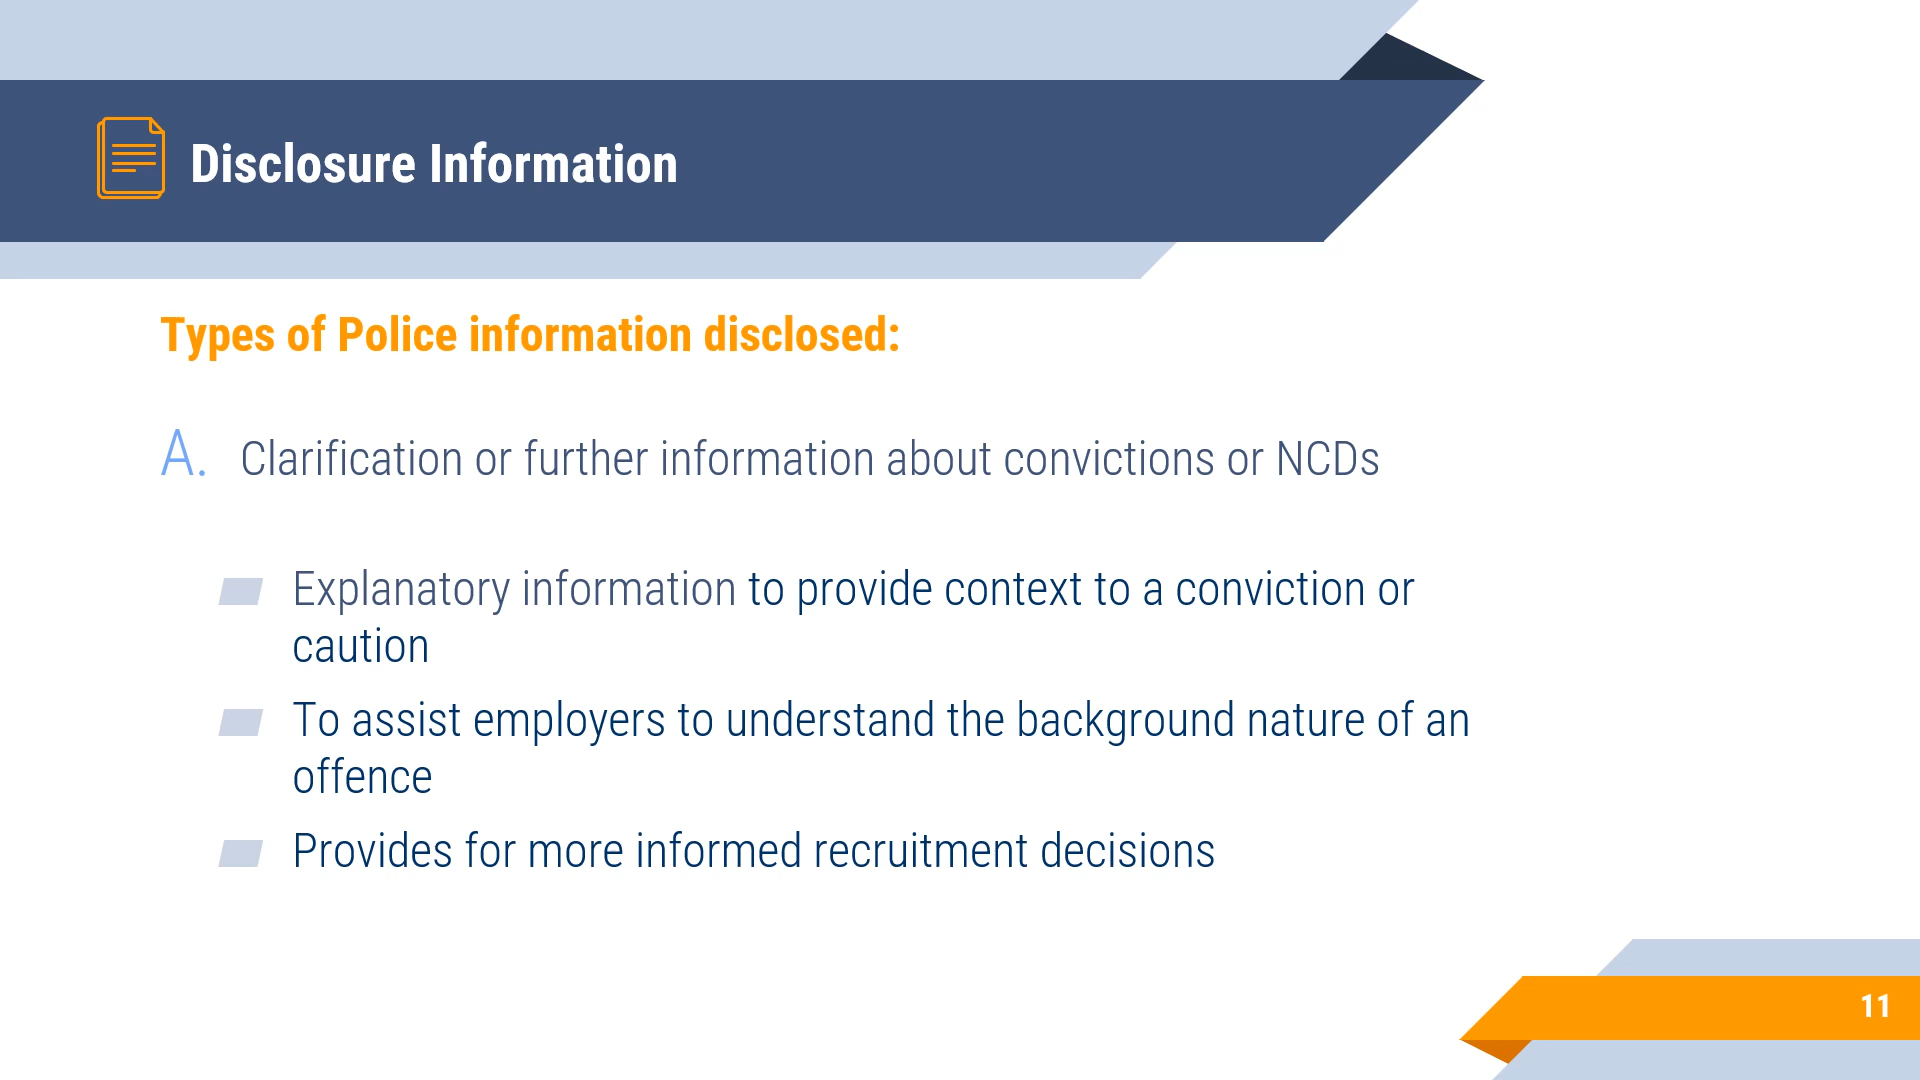 Disclosure Information
Types of Police information disclosed:
A. Clarification or further information about convictions or NCDs
Explanatory information to provide context to a conviction or
caution
To assist employers to understand the background nature of an
offence
Provides for more informed recruitment decisions
11